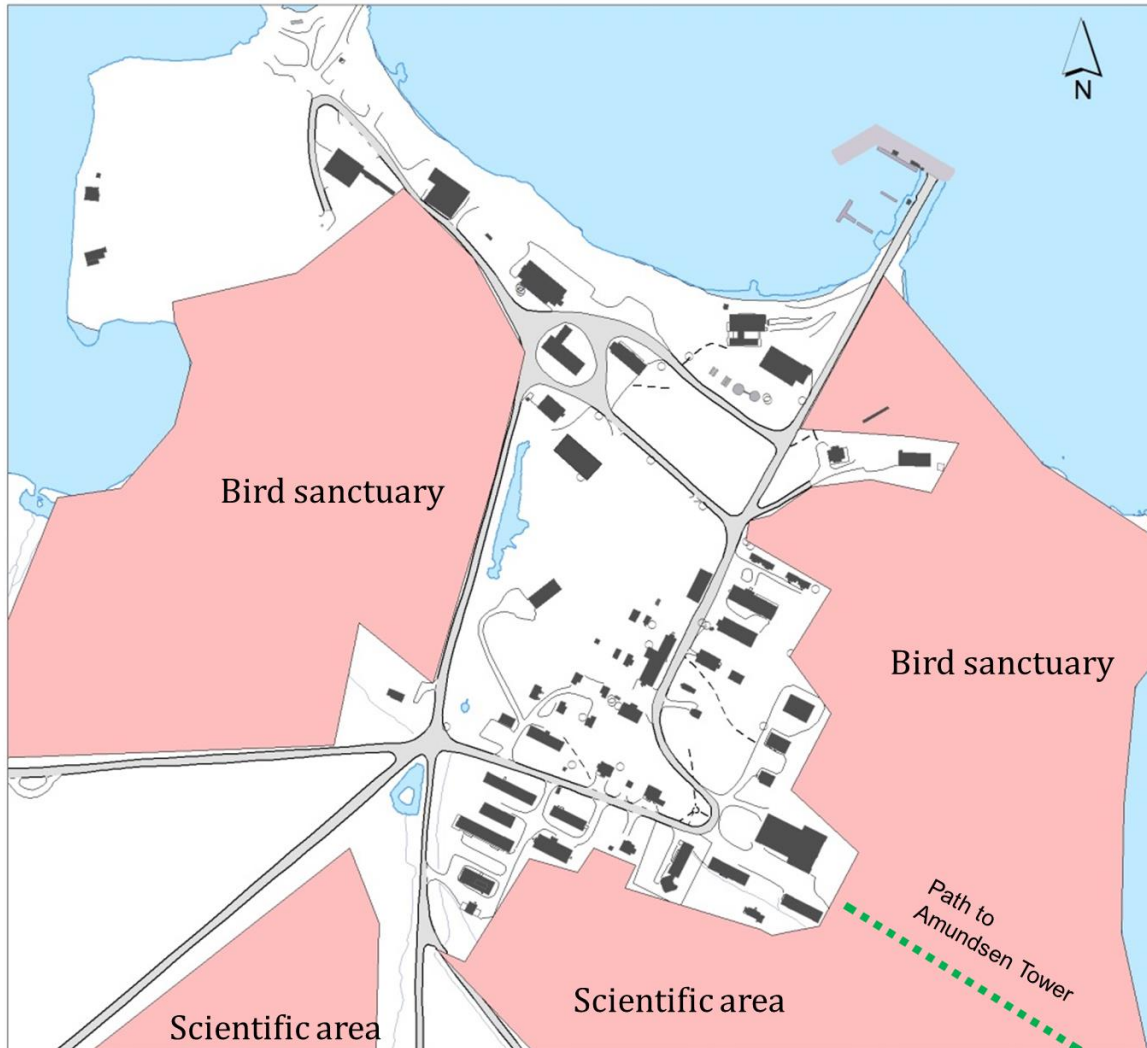 N
Bird sanctuary
Bird sanctuary
Path to
Amundsen Tower
Scientific area
Scientific area